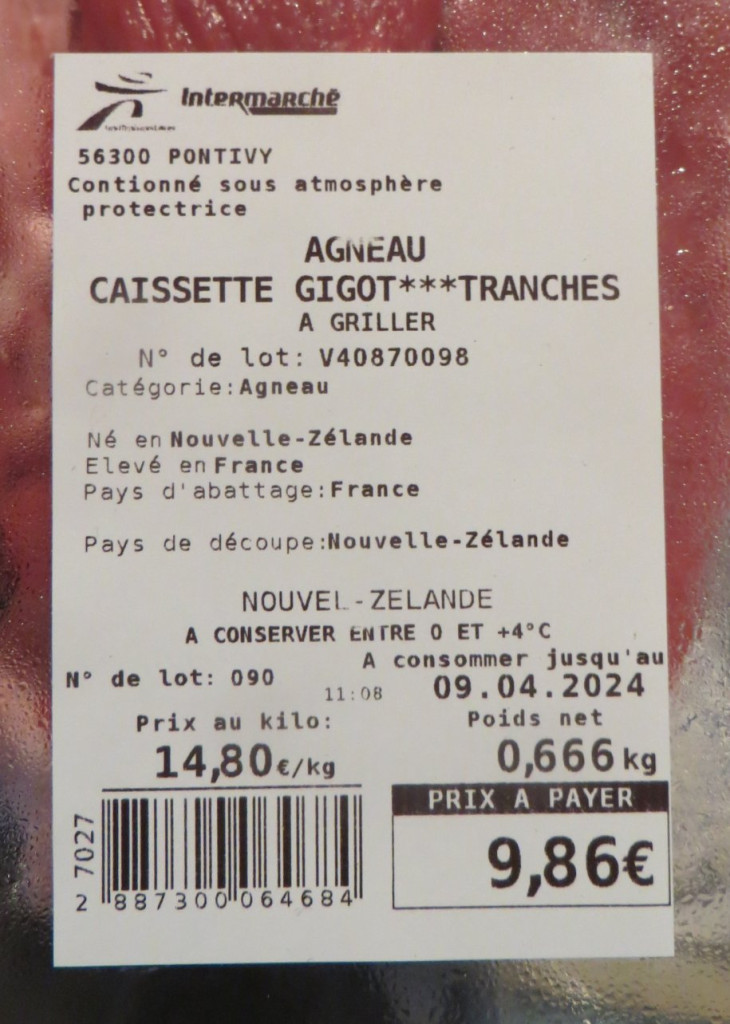 Intermarchē
56300 PONTIVY
Contionné sous atmosphère
protectrice
AGNEAU
CAISSETTE GIGOT***TRANCHES
A GRILLER
N° de lot: V40870098
Catégorie:Agneau
Né en Nouvelle-Zélande
Elevé en France
Pays d'abattage:France
Pays de découpe:Nouvelle-Zélande
NOUVEL-ZELANDE
A CONSERVER ENTRE 0 ET +4°C
A consommer jusqu'au
N° de lot: 090 11:08 09.04.2024
Prix au kilo: Poids net
14,80€/kg 0,666 kg
PRIX A PAYER
9,86€
2 7027
2 887300 064684